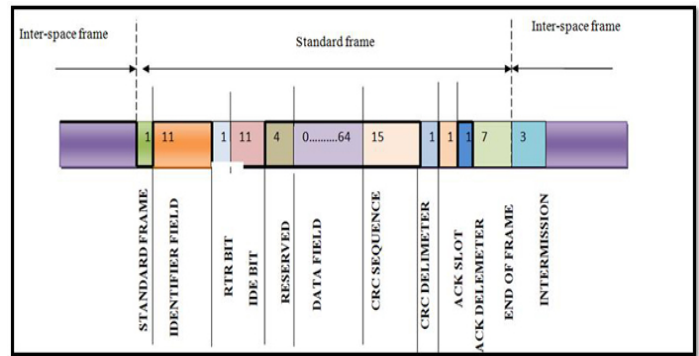 Inter-space frame
Standard frame
Inter-space frame
1 11 1 11 4 0..........64 15 1 1 1 7 3
STANDARD FRAME
IDENTIFIER FIELD
RTR BIT
IDE BIT
RESERVED
DATA FIELD
CRC SEQUENCE
CRC DELIMETER
ACK SLOT
ACK DELEMETER
END OF FRAME
INTERMISSION